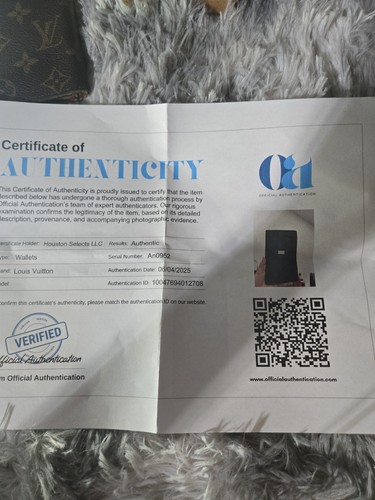 Certificate of
AUTHENTICITY
This Certificate of Authenticity is proudly issued to certify that the item
described below has undergone a thorough authentication process by
Official Authentication's team of expert authenticators. Our rigorous
examination confirms the legitimacy of the item, based on its detailed
description, provenance, and accompanying photographic evidence.
Oa
OFFICIAL AUTHENTICATION
Holder: Houston Selects LLC Results: Authentic
Wallets Serial Number: An0952
Louis Vuitton Authentication Date: 06/04/2025
Authentication ID: 10047694012708
confirm this certificate's authenticity, please match the authentication ID on our website.
VERIFIED
Official Authentication
Official Authentication
www.officialauthentication.com